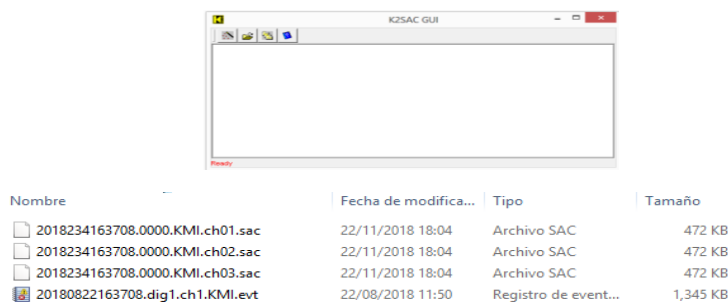 K2SAC GUI
Ready
Nombre Fecha de modifica... Tipo Tamaño
2018234163708.0000.KMI.ch01.sac 22/11/2018 18:04 Archivo SAC 472 KB
2018234163708.0000.KMI.ch02.sac 22/11/2018 18:04 Archivo SAC 472 KB
2018234163708.0000.KMI.ch03.sac 22/11/2018 18:04 Archivo SAC 472 KB
20180822163708.dig1.ch1.KMI.evt 22/08/2018 11:50 Registro de event... 1,345 KB